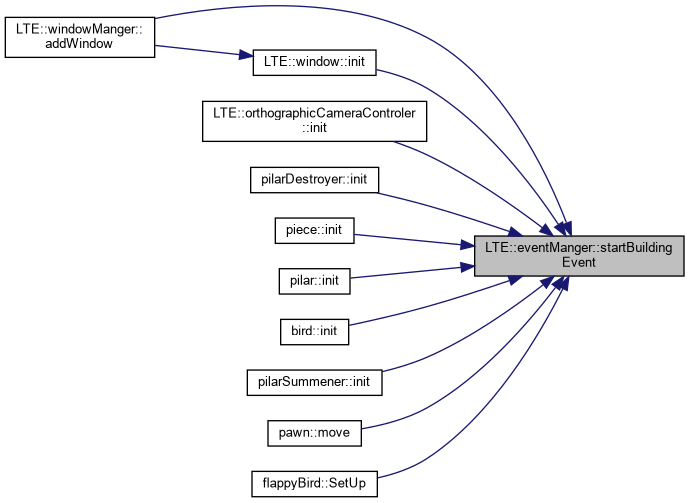 LTE::windowManger::
addWindow
LTE::window::init
LTE::orthographicCameraControler
::init
pilarDestroyer::init
piece::init
LTE::eventManger::startBuilding
Event
pilar::init
bird::init
pilarSummener::init
pawn::move
flappyBird::SetUp